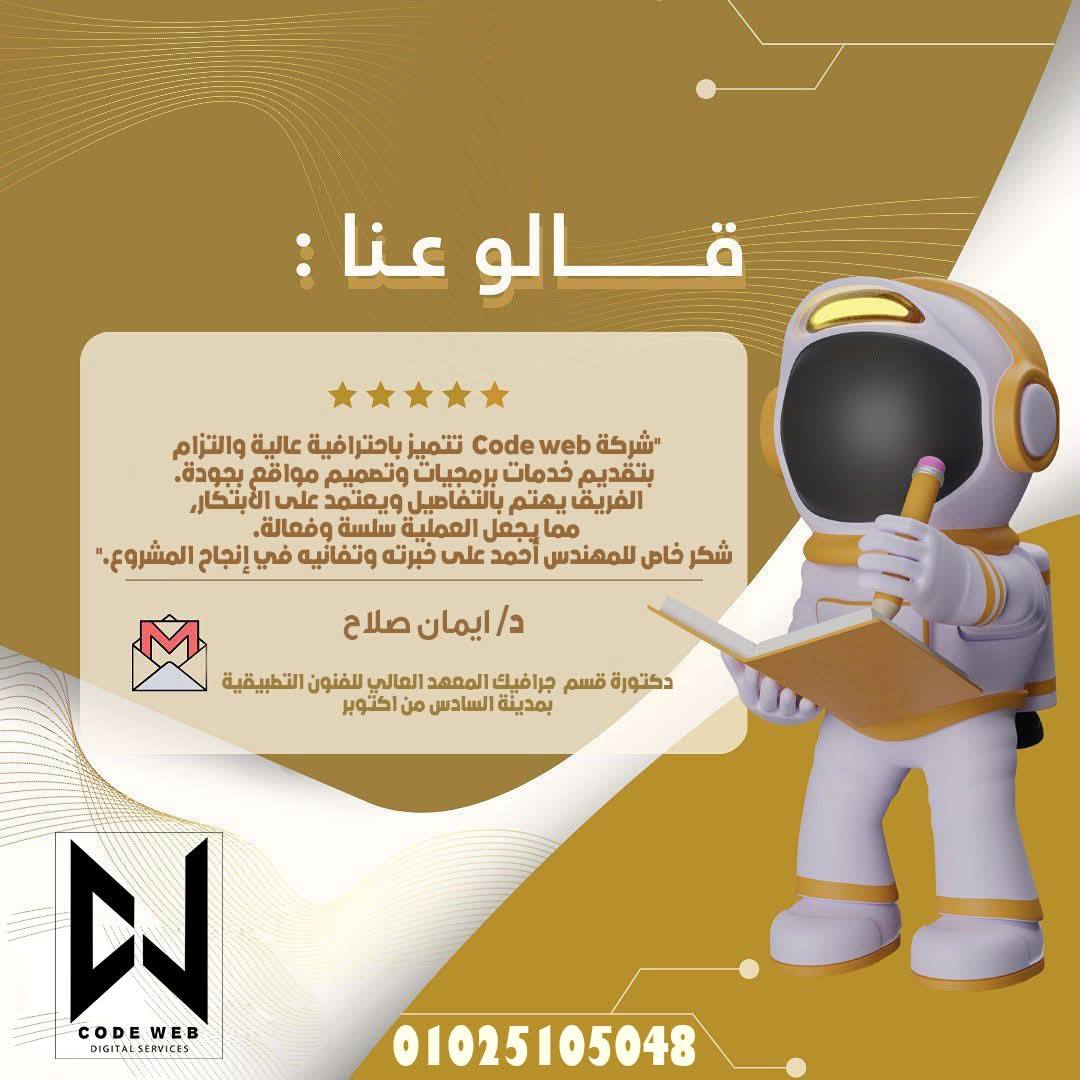 قـــالو عنا :
"شركة Code web تتميز باحترافية عالية والتزام
بتقديم خدمات برمجيات وتصميم مواقع بجودة.
الفريق يهتم بالتفاصيل ويعتمد على الأبتكار,
مما يجعل العملية سلسة وفعالة.
شكر خاص للمهندس أحمد على خبرته وتفانيه في إنجاح المشروع."
د/ ايمان صلاح
دكتورة قسم جرافيك المعهد العالي للفنون التطبيقية
بمدينة السادس من اكتوبر
CODE WEB
DIGITAL SERVICES
01025105048